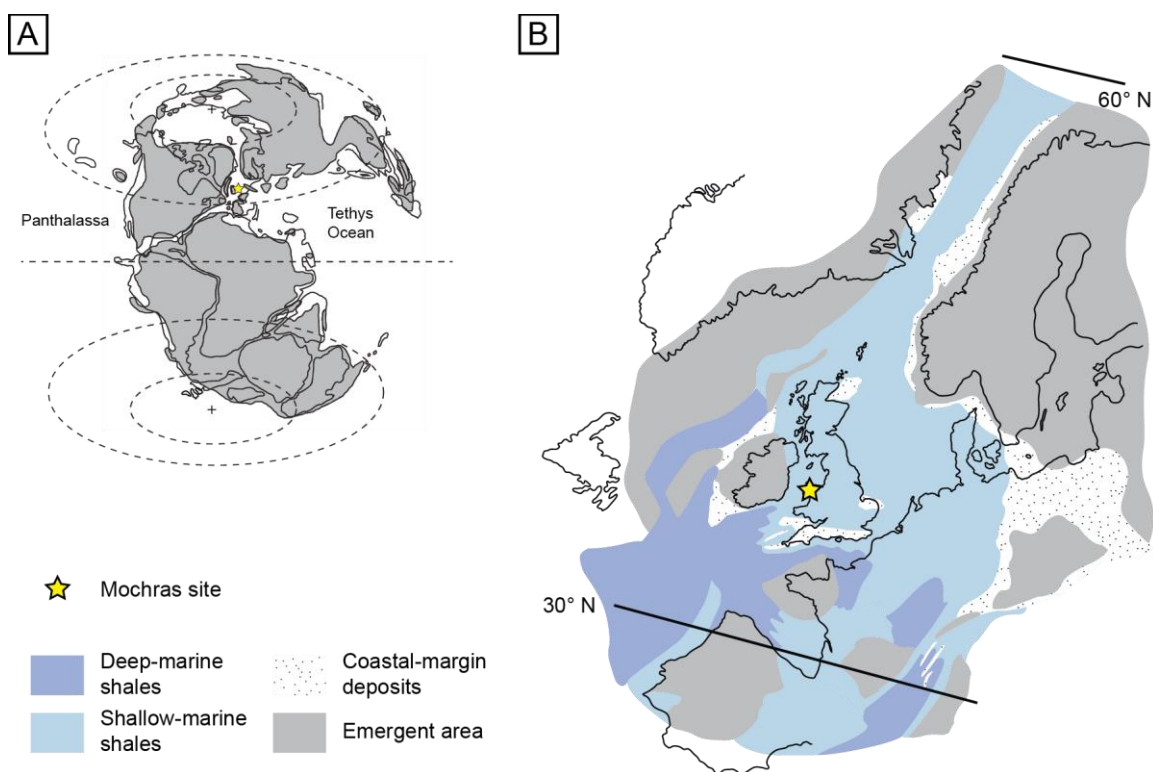 A
Panthalassa
Tethys
Ocean
Mochras site
Deep-marine
shales
Shallow-marine
shales
Coastal-margin
deposits
Emergent area
B
60° N
30° N